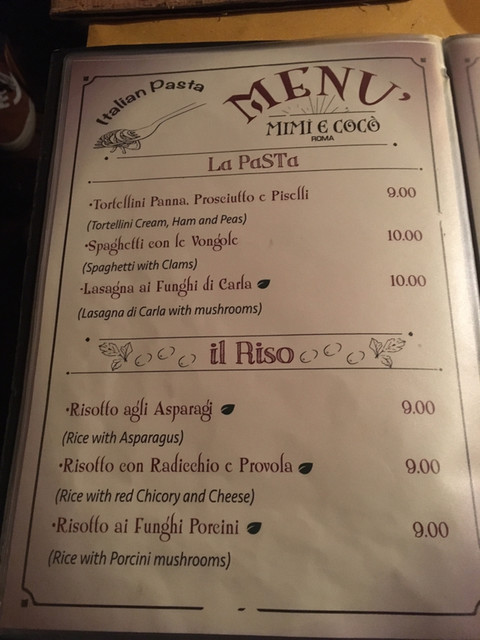 Italian Pasta
MENU'
MIMÌ E COCÒ
ROMA
La PaSTa
•Tortellini Panna, Prosciutto e Piselli 9.00
(Tortellini Cream, Ham and Peas)
•Spaghetti con le Vongole 10.00
(Spaghetti with Clams)
•Lasagna ai Funghi di Carla 10.00
(Lasagna di Carla with mushrooms)
il Riso
•Risotto agli Asparagi 9.00
(Rice with Asparagus)
•Risotto con Radicchio e Provola 9.00
(Rice with red Chicory and Cheese)
•Risotto ai Funghi Porcini 9.00
(Rice with Porcini mushrooms)